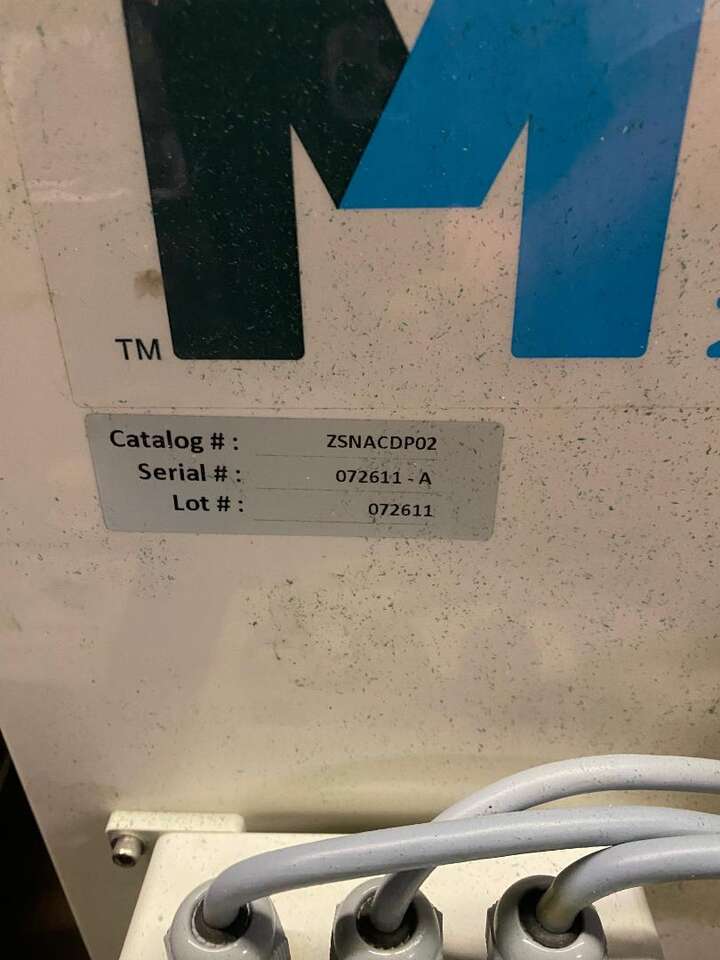 M
TM
Catalog # : ZSNACDP02
Serial # : 072611 - A
Lot # : 072611